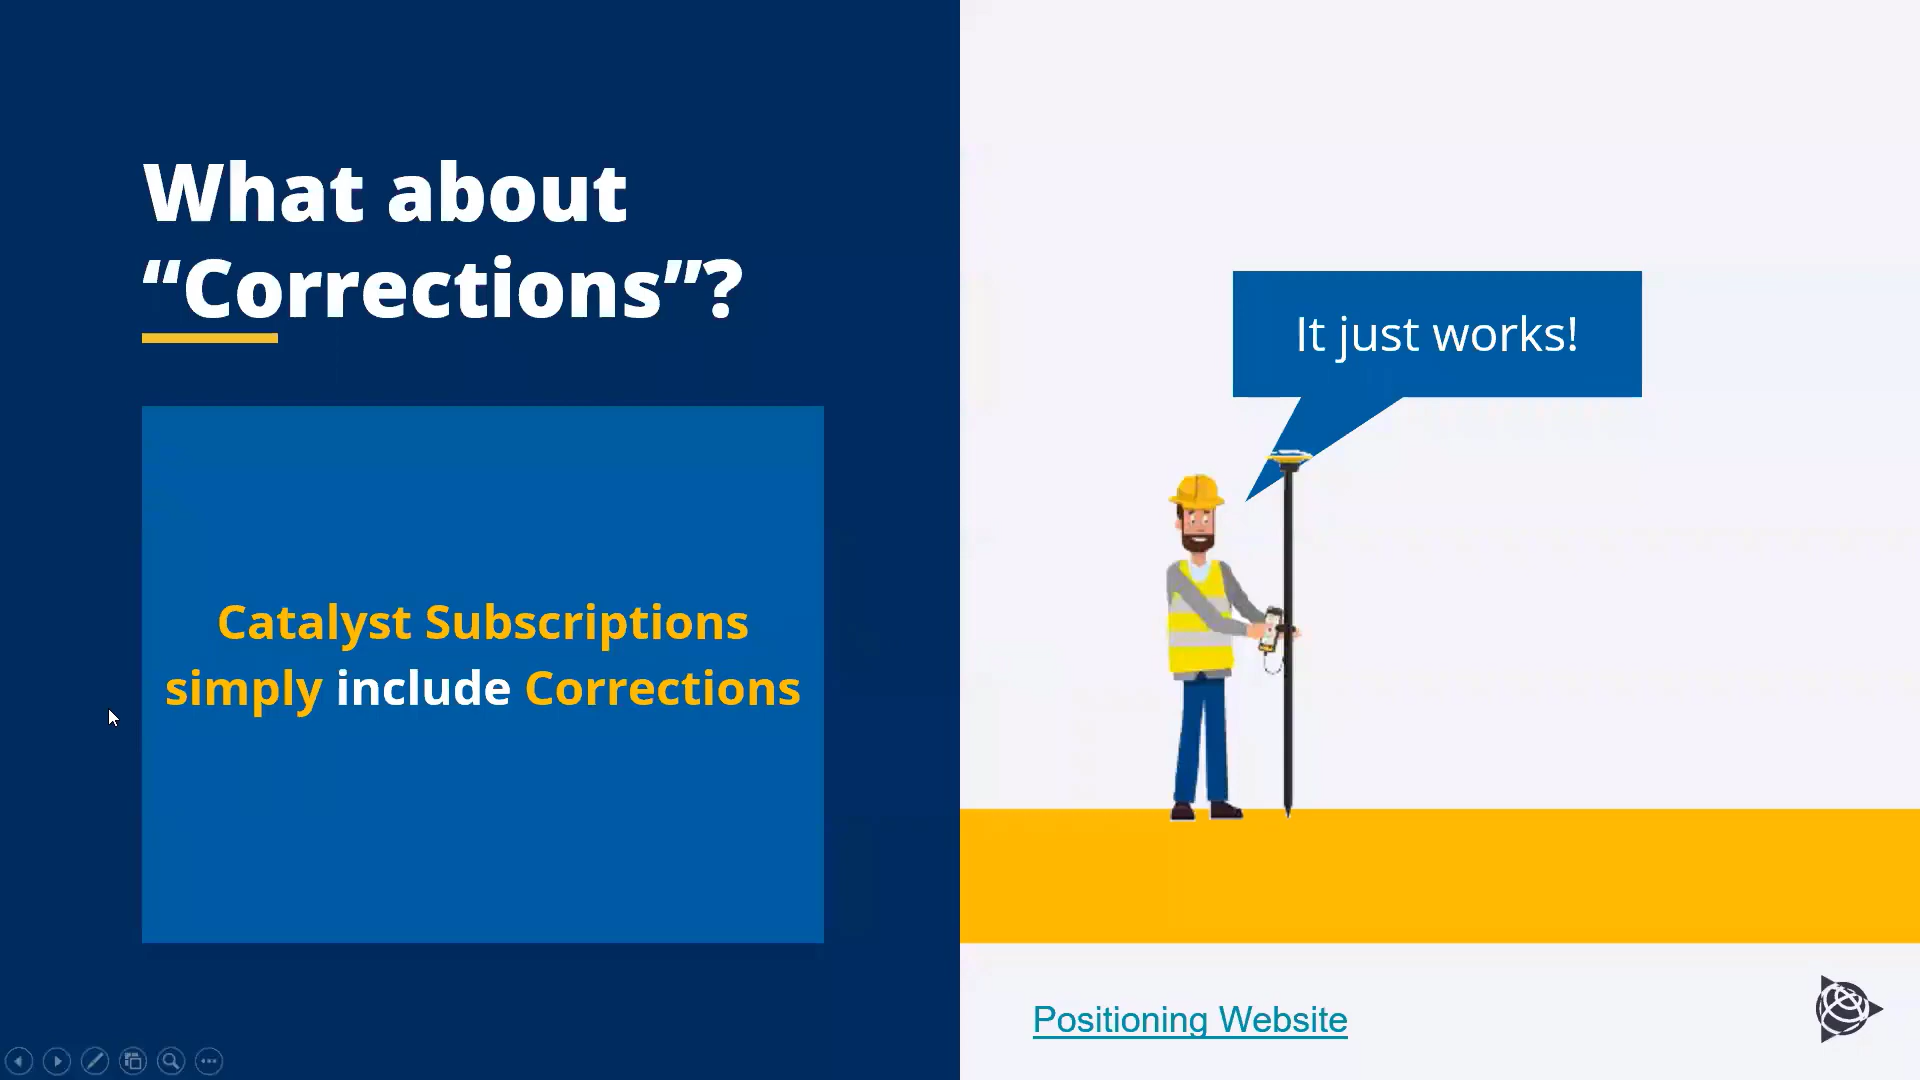 What about
“Corrections”?
Catalyst Subscriptions
simply include Corrections
It just works!
Positioning Website